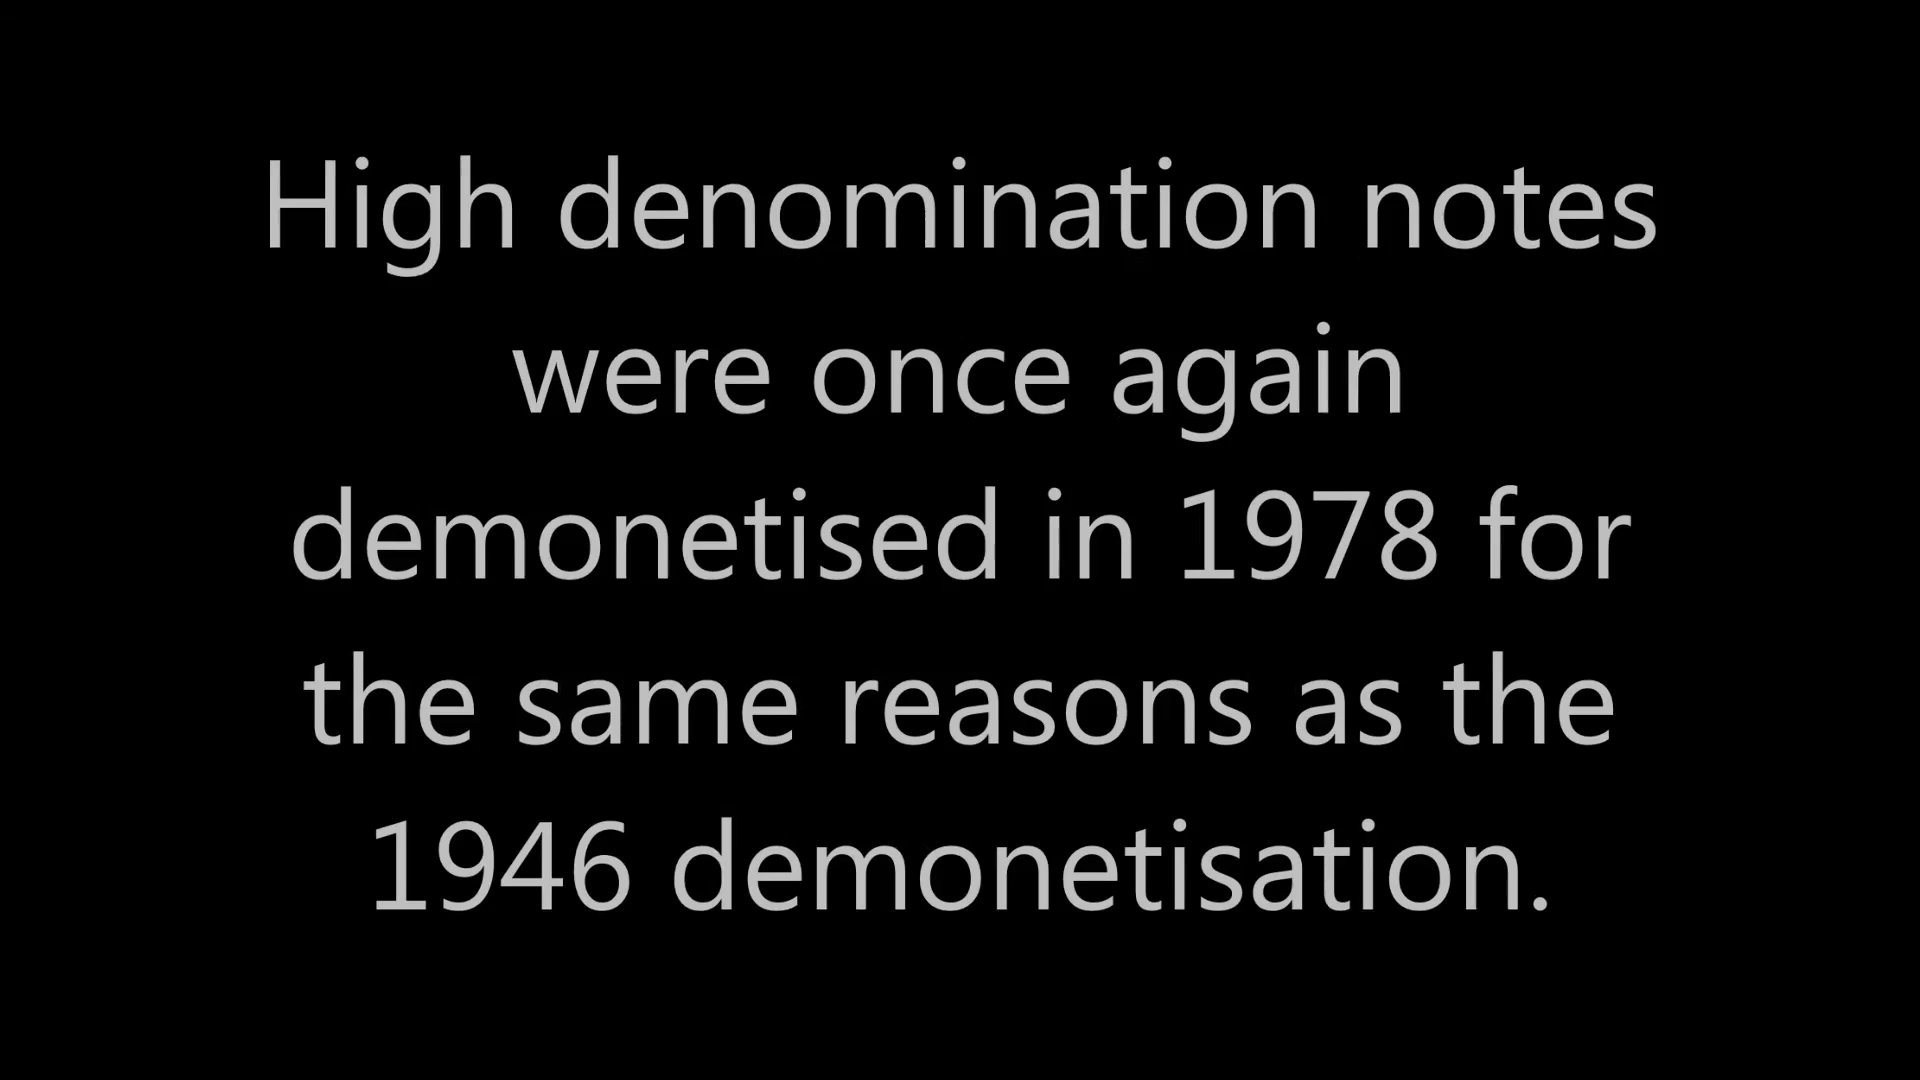 High denomination notes
were once again
demonetised in 1978 for
the same reasons as the
1946 demonetisation.